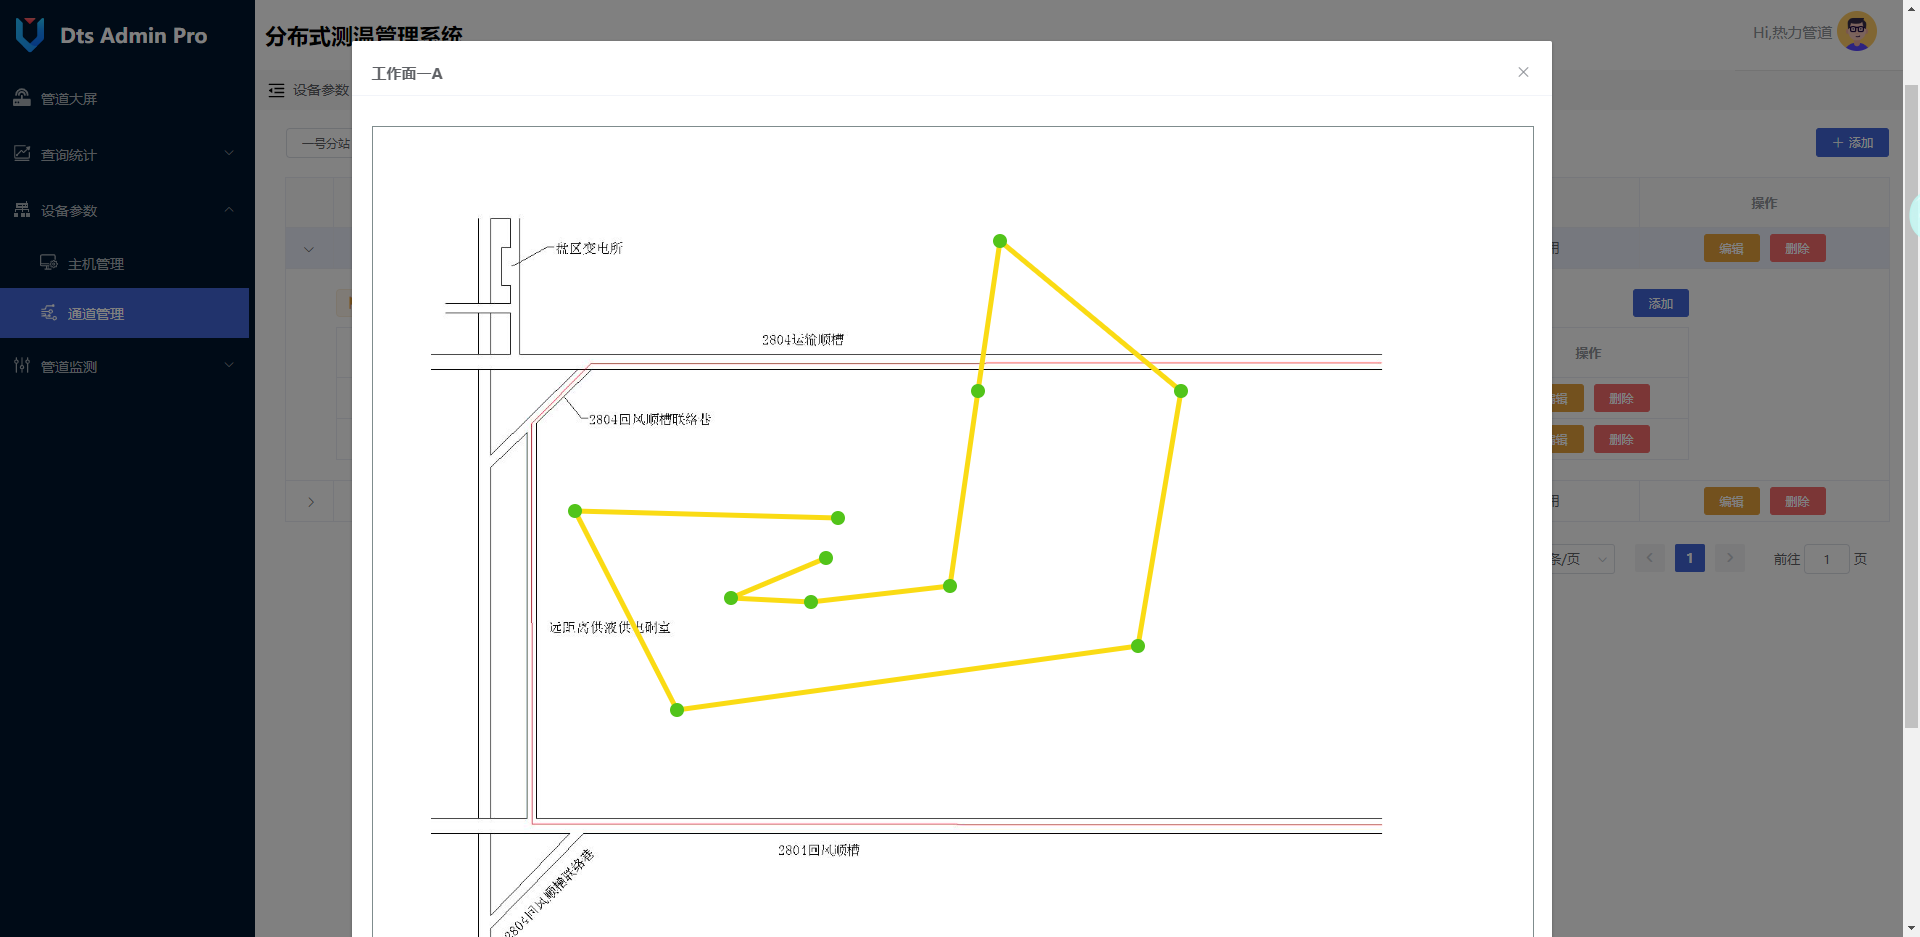 Dts Admin Pro
管道大屏
查询统计
设备参数
主机管理
通道管理
管道监测
分布式测温管理系统
Hi,热力管道
设备参数
一号分站
添加
操作
用
编辑
删除
添加
操作
编辑
删除
编辑
删除
用
编辑
删除
条/页
1
前往
1
页
工作面一A
盘区变电所
2804运输顺槽
2804回风顺槽联络巷
远距离供液供电硐室
2804回风顺槽
2804回风顺槽联络巷